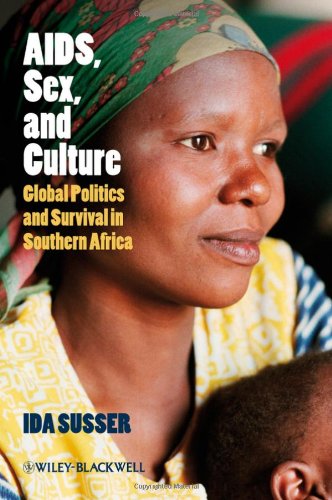 AIDS,
Sex,
and
Culture
Global Politics
and Survival in
Southern Africa
IDA SUSSER
WILEY-BLACKWELL